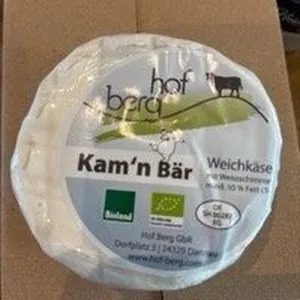 hof
berg
Kam'n Bär
Weichkäse
mit Weissschimmel
mind. 50 % Fett i.
Bioland
DE
SH 00292
EG
Hof Berg GbR
Dorfplatz 3 | 24329 Dannau
www.hof-berg.com